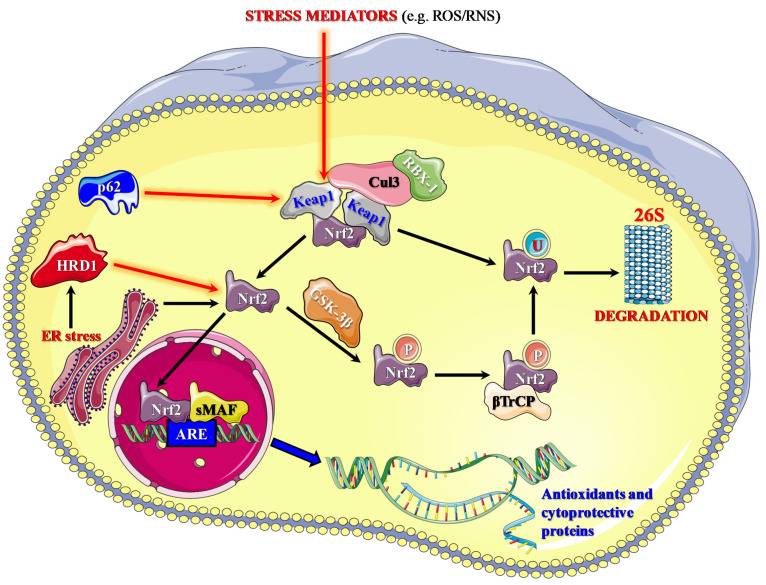 STRESS MEDIATORS (e.g. ROS/RNS)
p62
Keap1
Keap1
Cul3
RBX-1
Nrf2
HRD1
ER stress
Nrf2
GSK-3β
U
Nrf2
26S
DEGRADATION
P
Nrf2
P
Nrf2
βTrCP
Nrf2
sMAF
ARE
Antioxidants and
cytoprotective
proteins